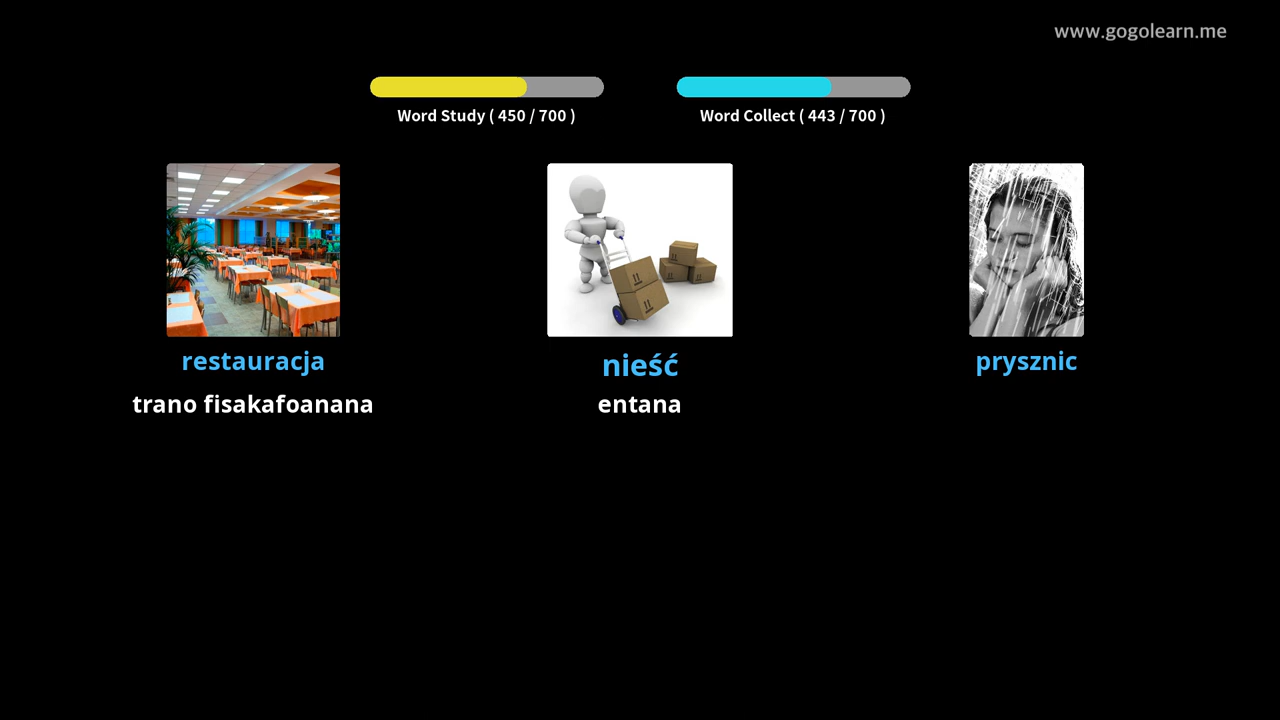 www.gogolearn.me
Word Study ( 450 / 700 )
Word Collect ( 443 / 700 )
restauracja
nieść
prysznic
trano fisakafoanana
entana